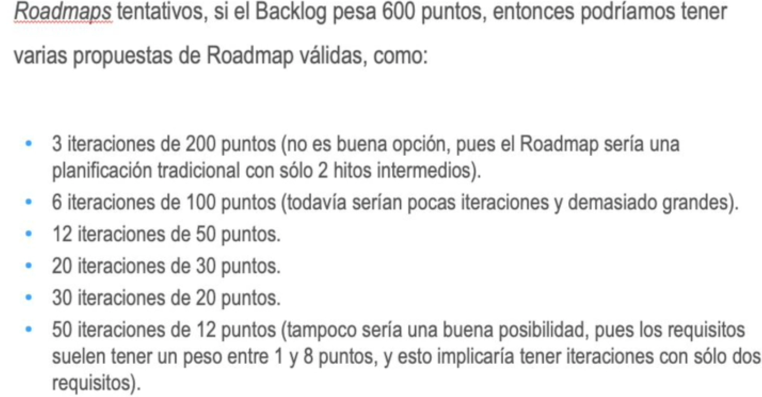 Roadmaps tentativos, si el Backlog pesa 600 puntos, entonces podríamos tener
varias propuestas de Roadmap válidas, como:
• 3 iteraciones de 200 puntos (no es buena opción, pues el Roadmap sería una
planificación tradicional con sólo 2 hitos intermedios).
• 6 iteraciones de 100 puntos (todavía serían pocas iteraciones y demasiado grandes).
• 12 iteraciones de 50 puntos.
• 20 iteraciones de 30 puntos.
• 30 iteraciones de 20 puntos.
• 50 iteraciones de 12 puntos (tampoco sería una buena posibilidad, pues los requisitos
suelen tener un peso entre 1 y 8 puntos, y esto implicaría tener iteraciones con sólo dos
requisitos).